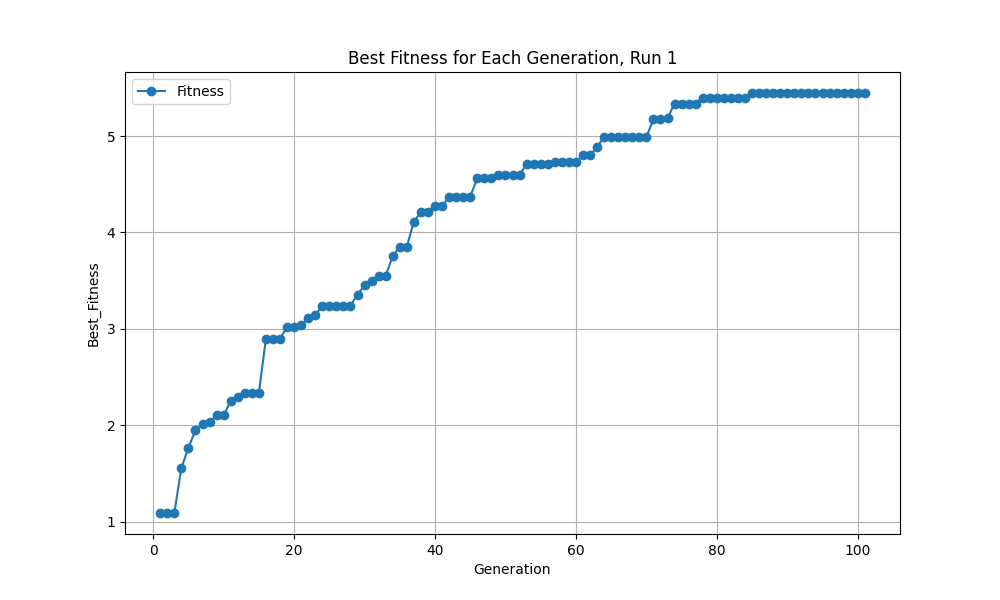 Best Fitness for Each Generation, Run 1
Fitness
Best_Fitness
5
4
3
2
1
0 20 40 60 80 100
Generation